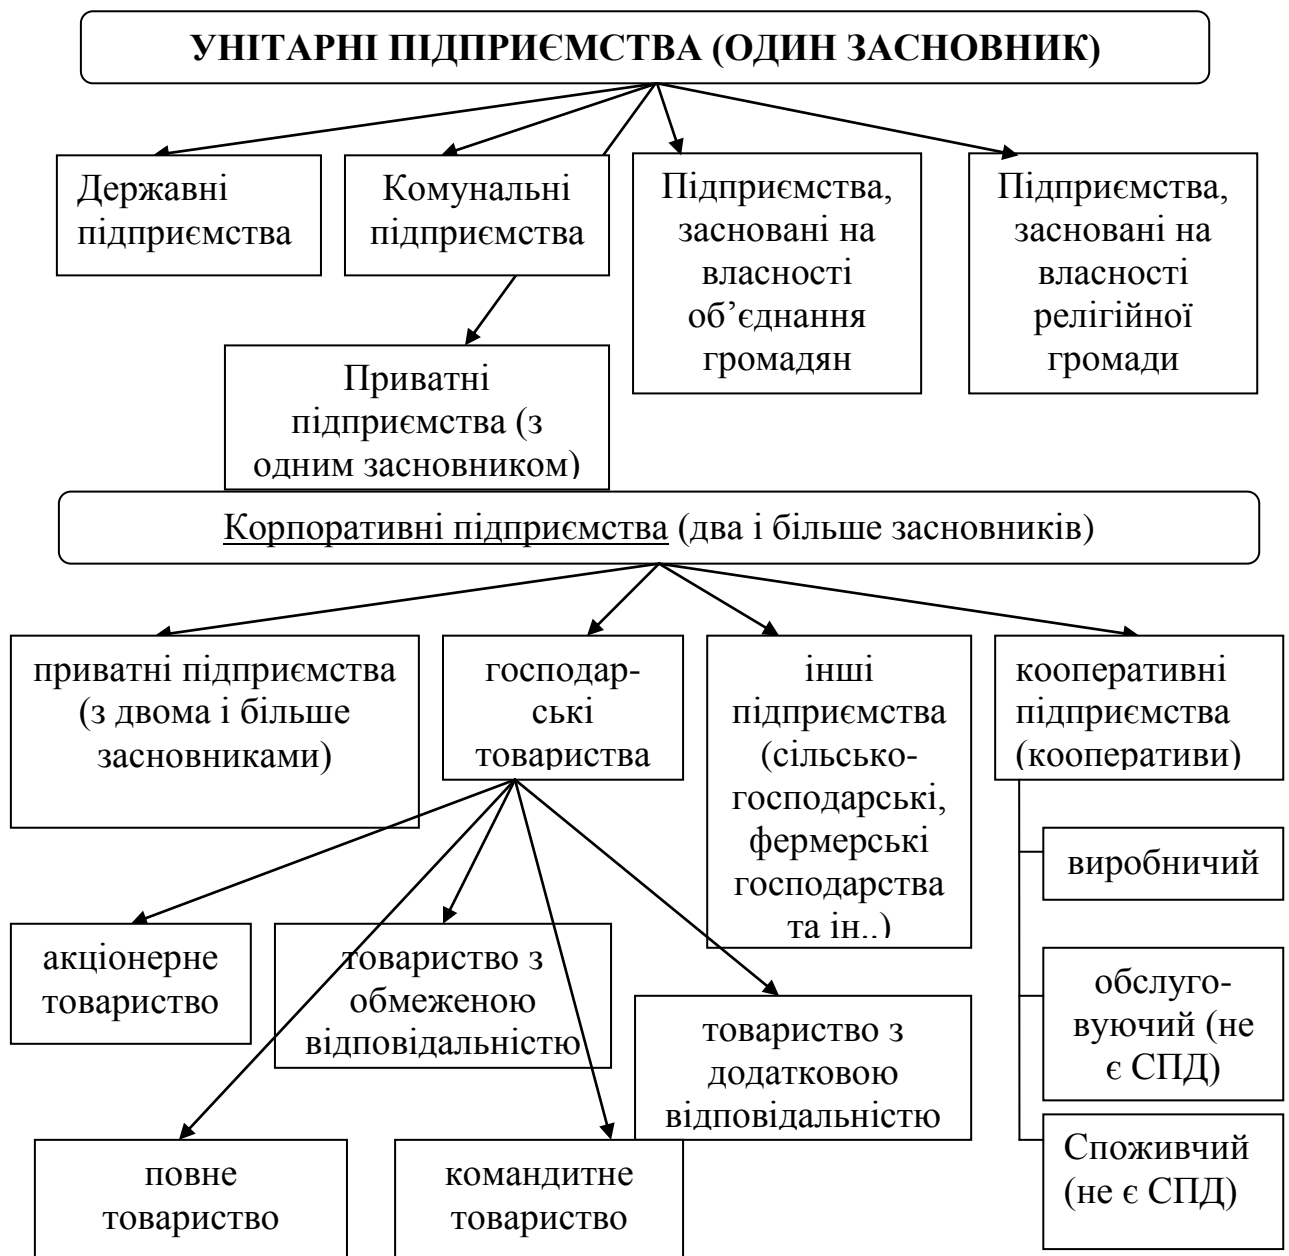 УНІТАРНІ ПІДПРИЄМСТВА (ОДИН ЗАСНОВНИК)
Державні
підприємства
Комунальні
підприємства
Підприємства,
засновані на
власності
об’єднання
громадян
Підприємства,
засновані на
власності
релігійної
громади
Приватні
підприємства (з
одним засновником)
Корпоративні підприємства (два і більше засновників)
приватні підприємства
(з двома і більше
засновниками)
господар-
ські
товариства
інші
підприємства
(сільсько-
господарські,
фермерські
господарства
та ін..)
кооперативні
підприємства
(кооперативи)
виробничий
обслуго-
вуючий (не
є СПД)
Споживчий
(не є СПД)
акціонерне
товариство
товариство з
обмеженою
відповідальністю
товариство з
додатковою
відповідальністю
повне
товариство
командитне
товариство